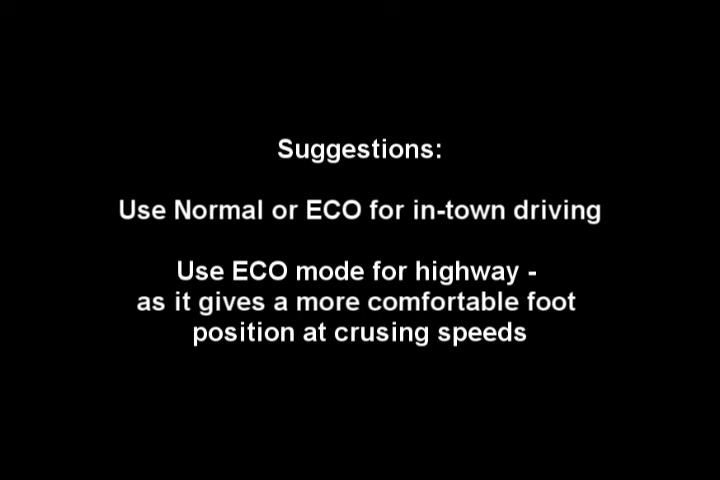 Suggestions:
Use Normal or ECO for in-town driving
Use ECO mode for highway -
as it gives a more comfortable foot
position at crusing speeds